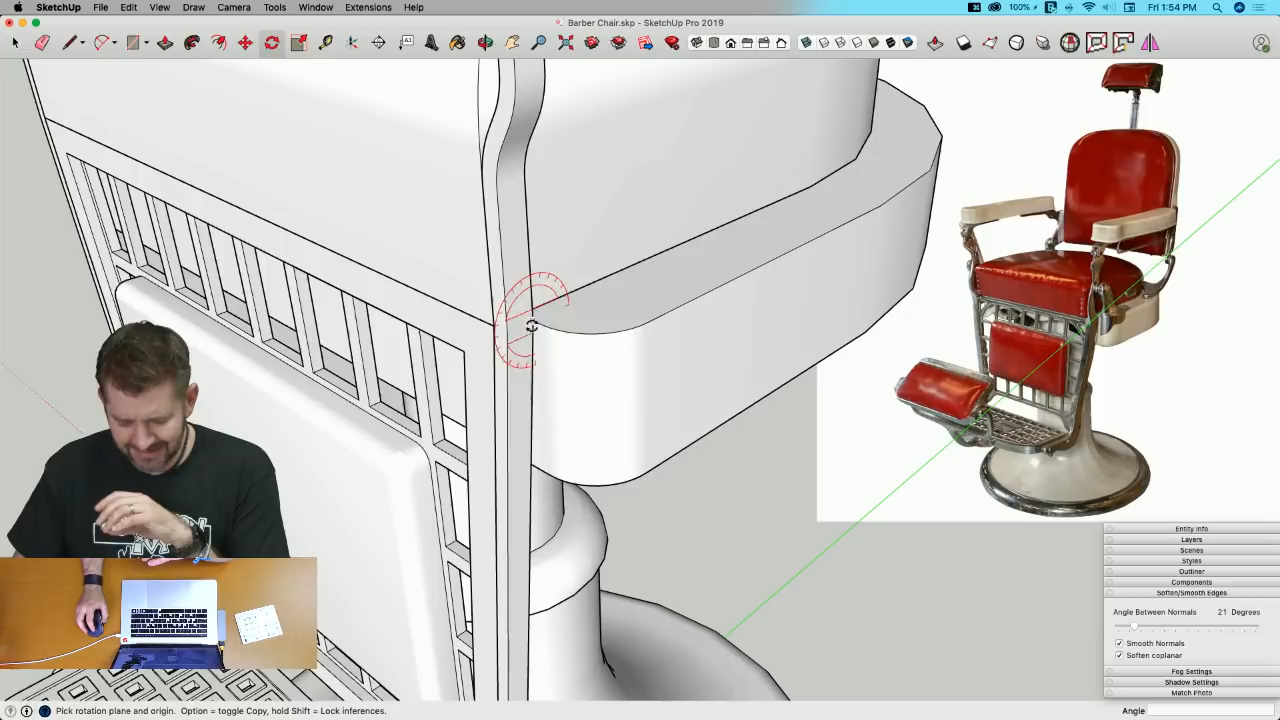 SketchUp File Edit View Draw Camera Tools Window Extensions Help
100% Fri 1:54 PM
Barber Chair.skp - SketchUp Pro 2019
Entity Info
Layers
Scenes
Styles
Outliner
Components
Soften/Smooth Edges
Angle Between Normals 21 Degrees
Smooth Normals
Soften coplanar
Fog Settings
Shadow Settings
Match Photo
Pick rotation plane and origin. Option = toggle Copy, hold Shift = Lock inferences.
Angle